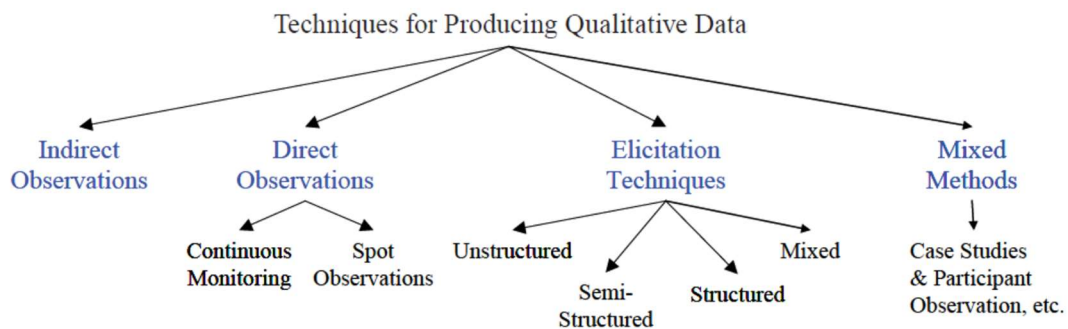 Techniques for Producing Qualitative Data
Indirect
Observations
Direct
Observations
Elicitation
Techniques
Mixed
Methods
Continuous
Monitoring
Spot
Observations
Unstructured
Semi-
Structured
Structured
Mixed
Case Studies
& Participant
Observation, etc.